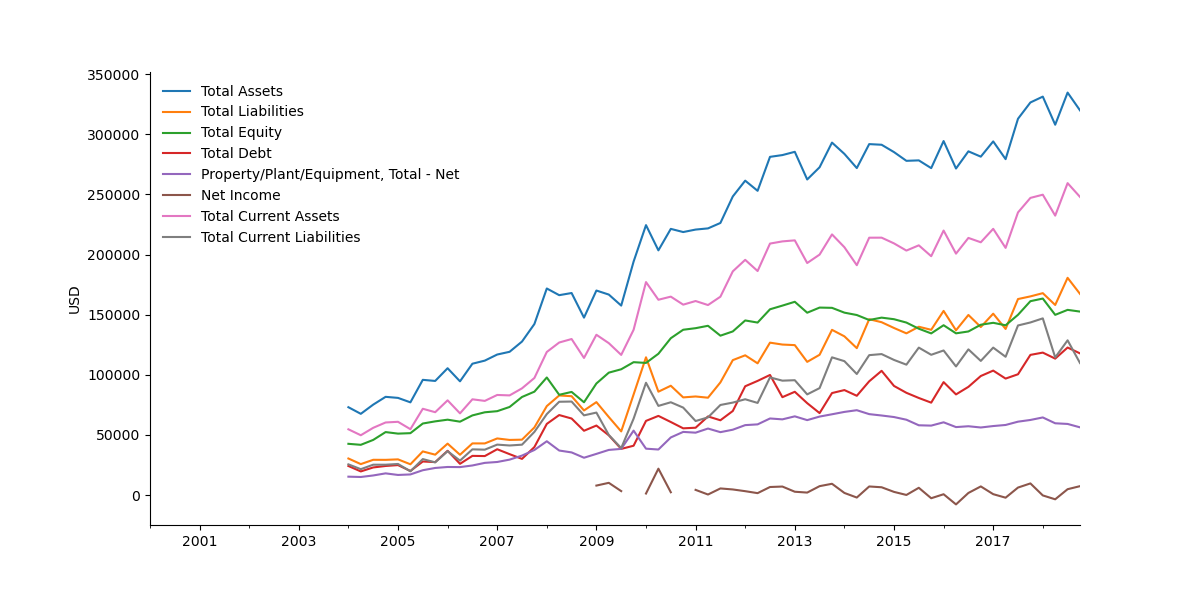 350000
300000
250000
200000
150000
100000
50000
0
USD
Total Assets
Total Liabilities
Total Equity
Total Debt
Property/Plant/Equipment, Total - Net
Net Income
Total Current Assets
Total Current Liabilities
2001 2003 2005 2007 2009 2011 2013 2015 2017